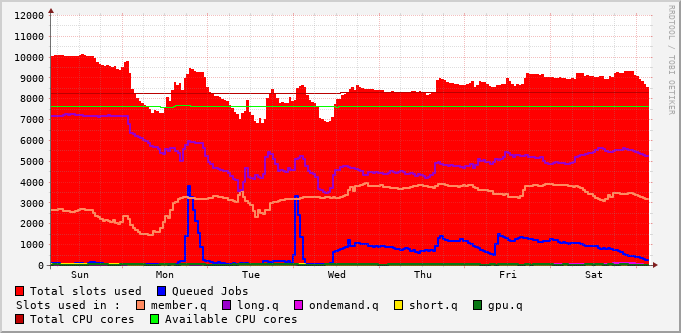 RRDTOOL / TOBI OETIKER
12000
11000
10000
9000
8000
7000
6000
5000
4000
3000
2000
1000
0
Sun Mon Tue Wed Thu Fri Sat
Total slots used Queued Jobs
Slots used in : member.q long.q ondemand.q short.q gpu.q
Total CPU cores Available CPU cores